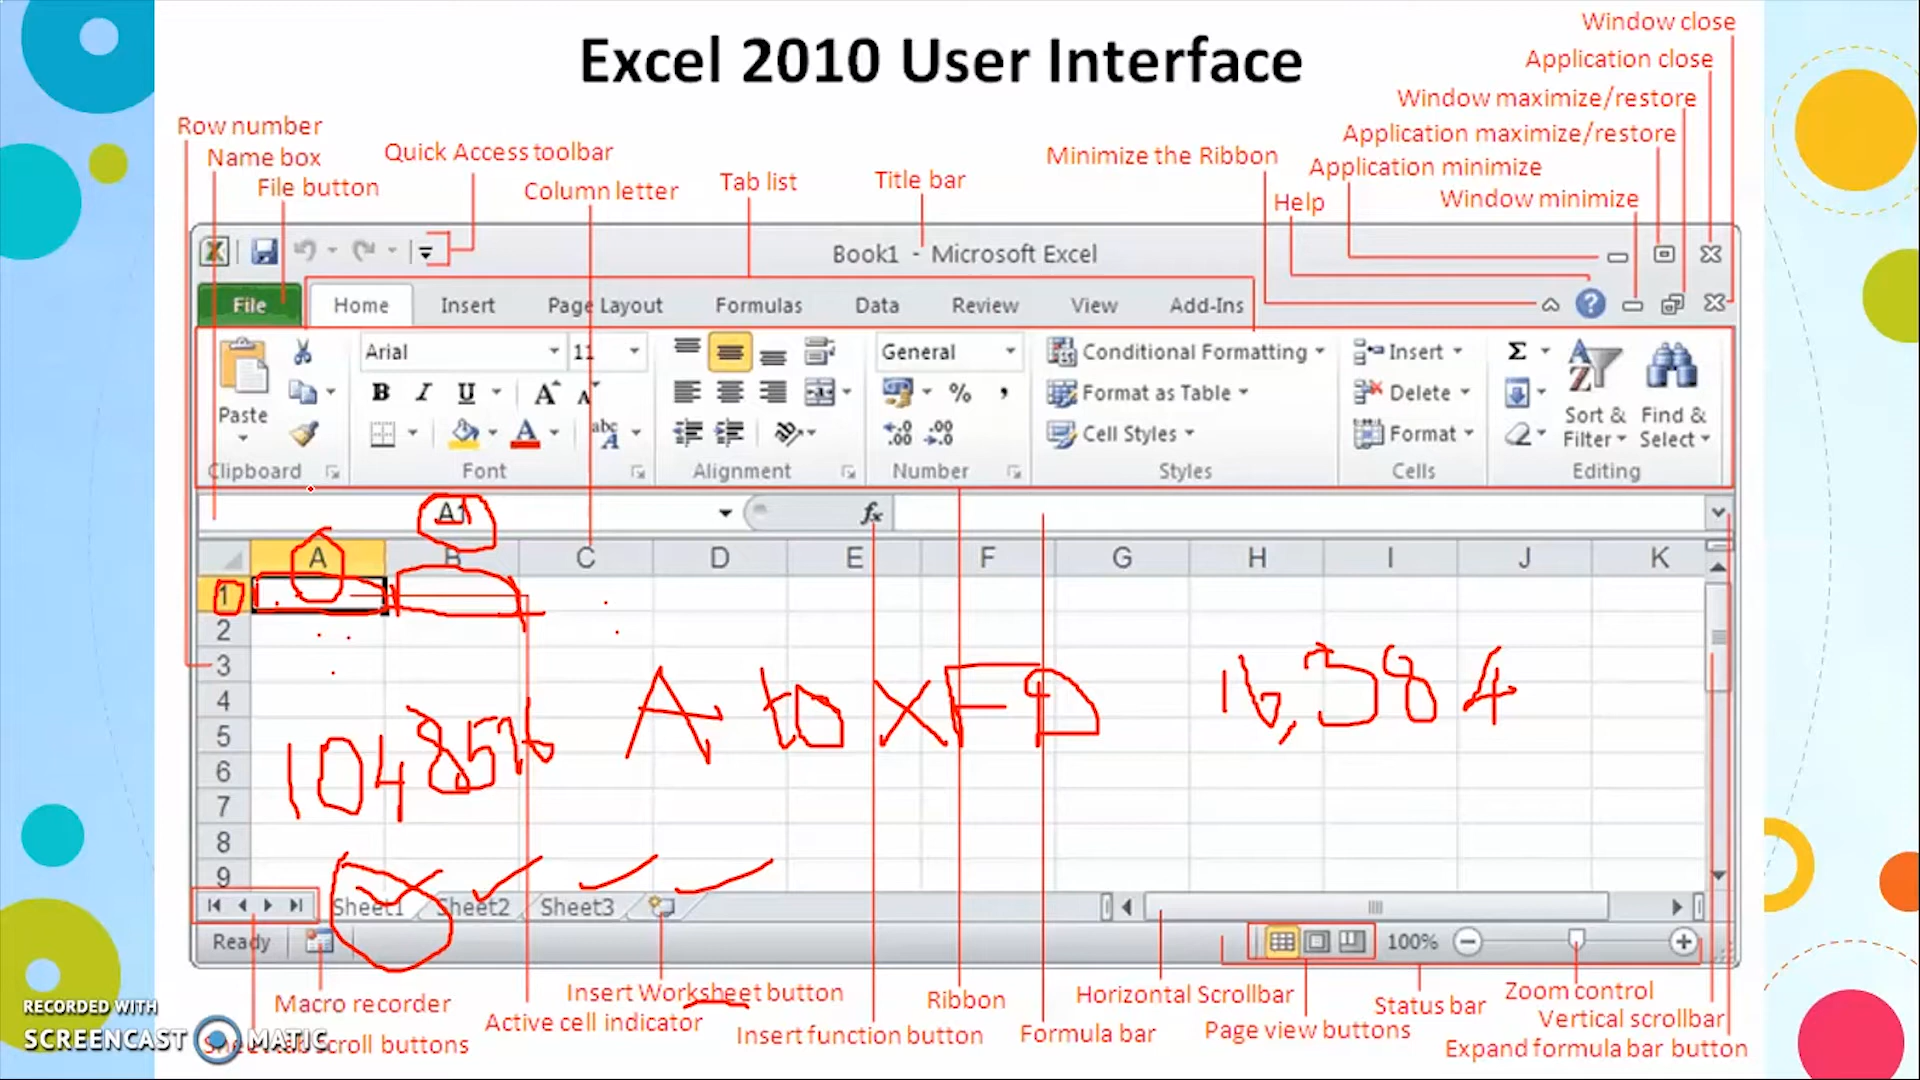 Excel 2010 User Interface
Window close
Application close
Window maximize/restore
Application maximize/restore
Application minimize
Window minimize
Minimize the Ribbon
Help
Row number
Name box
File button
Quick Access toolbar
Column letter
Tab list
Title bar
Book1 - Microsoft Excel
File Home Insert Page Layout Formulas Data Review View Add-Ins
Arial 11 General Conditional Formatting Insert Σ
B I U A A % , Format as Table Delete
Paste Sort & Filter Find & Select
abc A .00 .00 Cell Styles Format
Clipboard Font Alignment Number Styles Cells Editing
A1 fx
A B C D E F G H I J K
1
2
3
4
5
6
7
8
9
A to XFD 16,384
1048576
Sheet1 Sheet2 Sheet3
Ready 100%
Macro recorder
Insert Worksheet button
Active cell indicator
Insert function button
Ribbon
Formula bar
Horizontal Scrollbar
Page view buttons
Status bar
Zoom control
Vertical scrollbar
Expand formula bar button
Sheet tab scroll buttons
RECORDED WITH
SCREENCAST MATIC